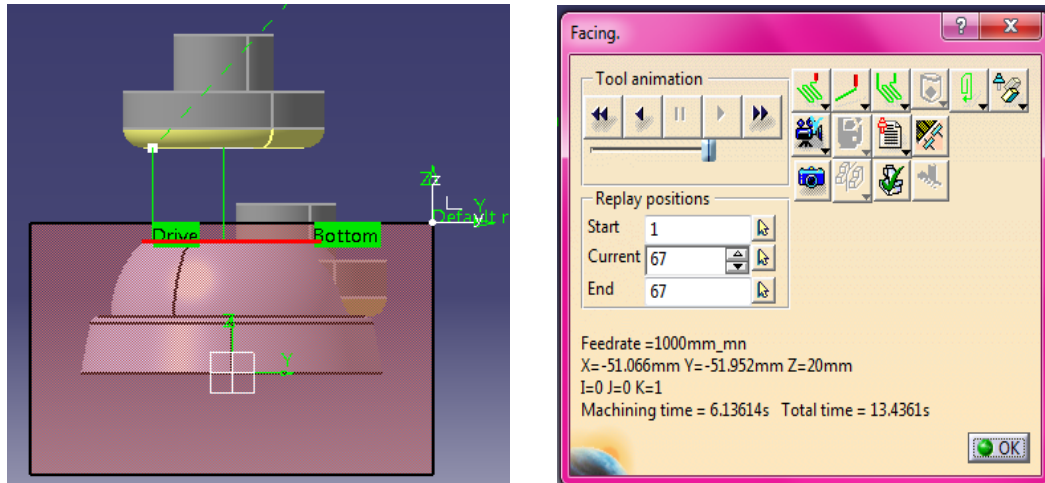 Z
z
Y
y
Default r
Drive
Bottom
Z
Y
Facing.
Tool animation
Replay positions
Start 1
Current 67
End 67
Feedrate =1000mm_mn
X=-51.066mm Y=-51.952mm Z=20mm
I=0 J=0 K=1
Machining time = 6.13614s Total time = 13.4361s
OK